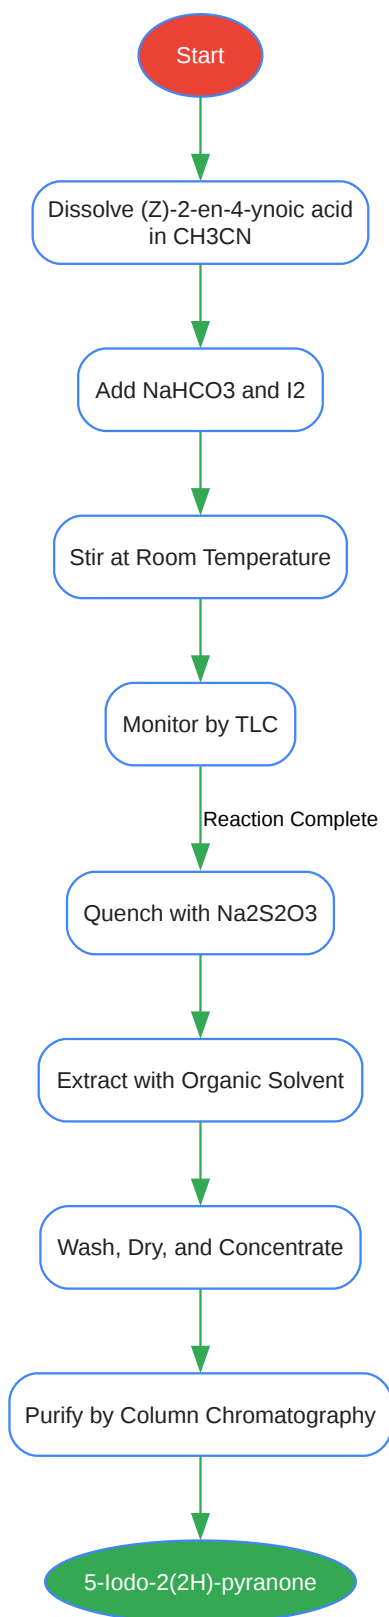 Start
Dissolve (Z)-2-en-4-ynoic acid
in CH3CN
Add NaHCO3 and I2
Stir at Room Temperature
Monitor by TLC
Reaction Complete
Quench with Na2S2O3
Extract with Organic Solvent
Wash, Dry, and Concentrate
Purify by Column Chromatography
5-Iodo-2(2H)-pyranone